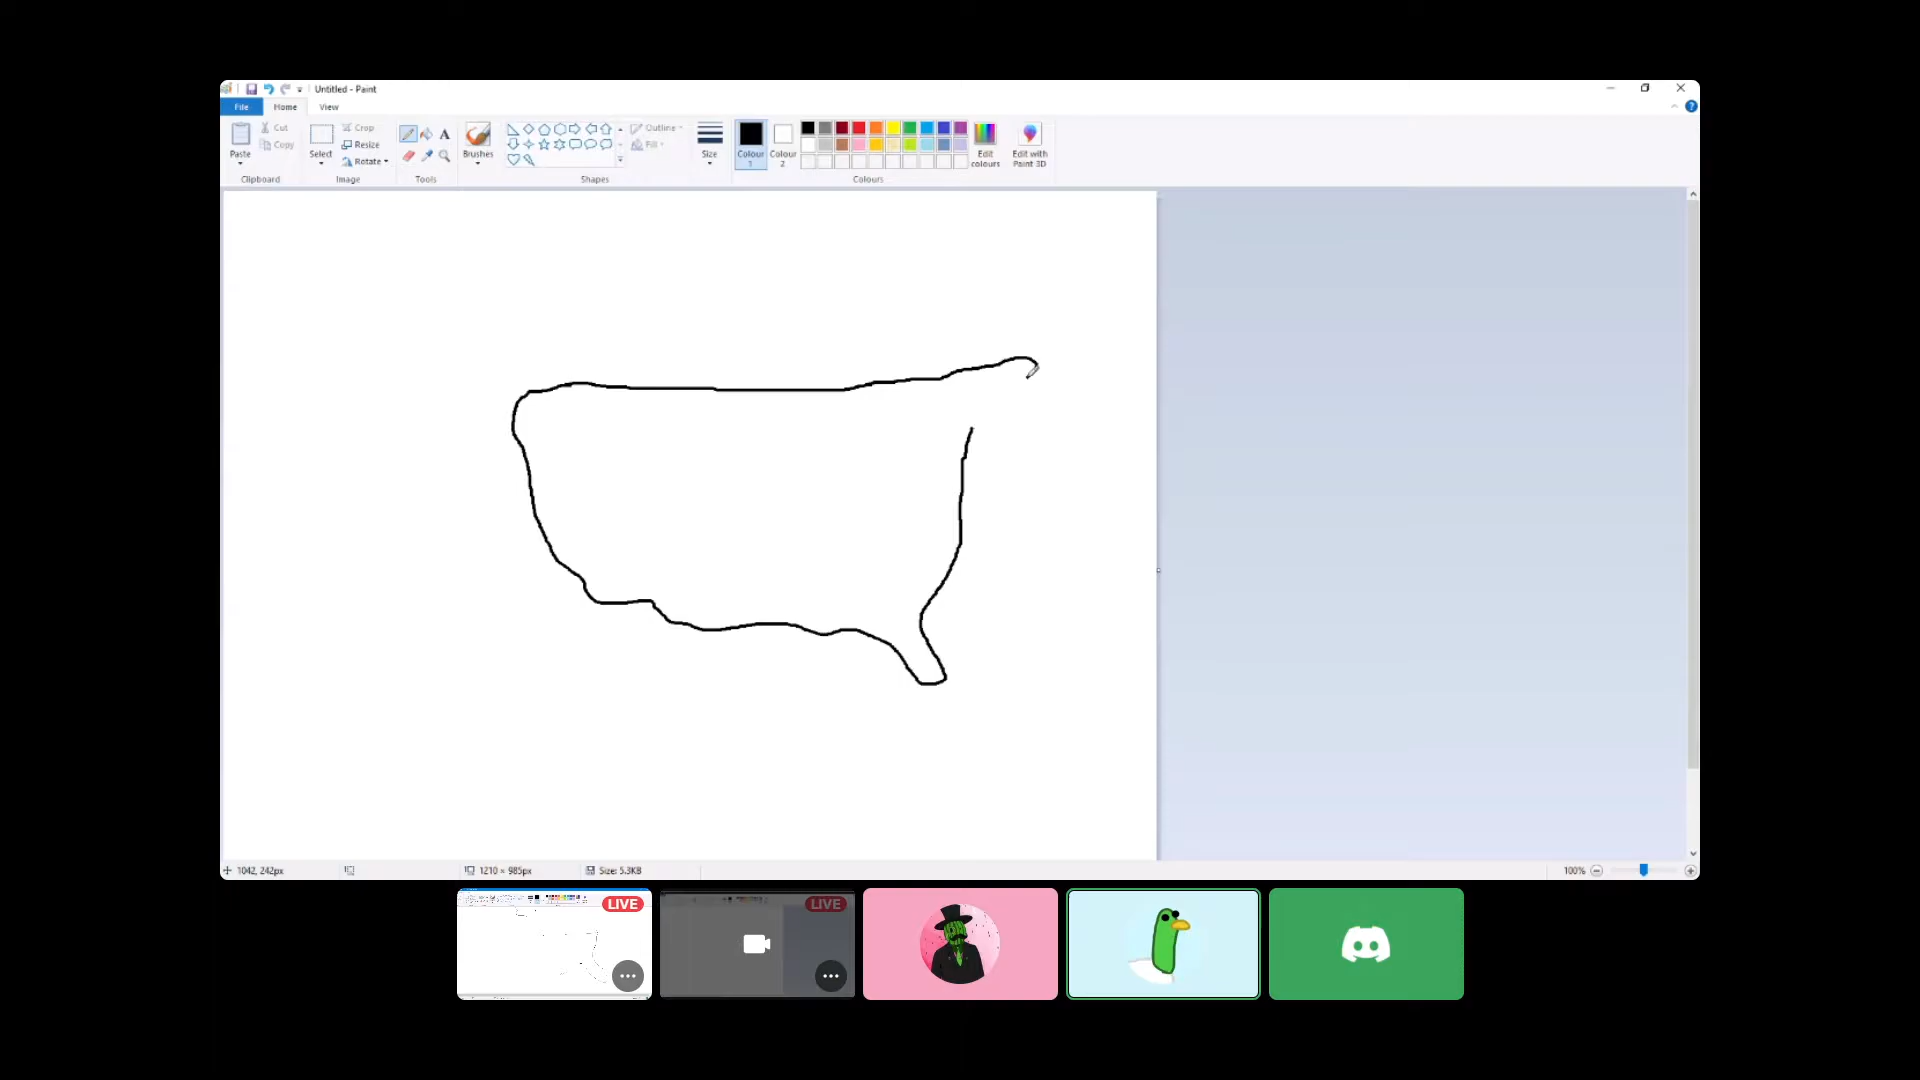 Untitled - Paint
File Home View
Cut
Crop
Outline
Copy
Resize
Fill
Paste Select Rotate Brushes Size Colour 1 Colour 2 Edit colours Edit with Paint 3D
Clipboard Image Tools Shapes Colours
1042, 242px 1210 × 985px Size: 5.3KB 100%
LIVE LIVE